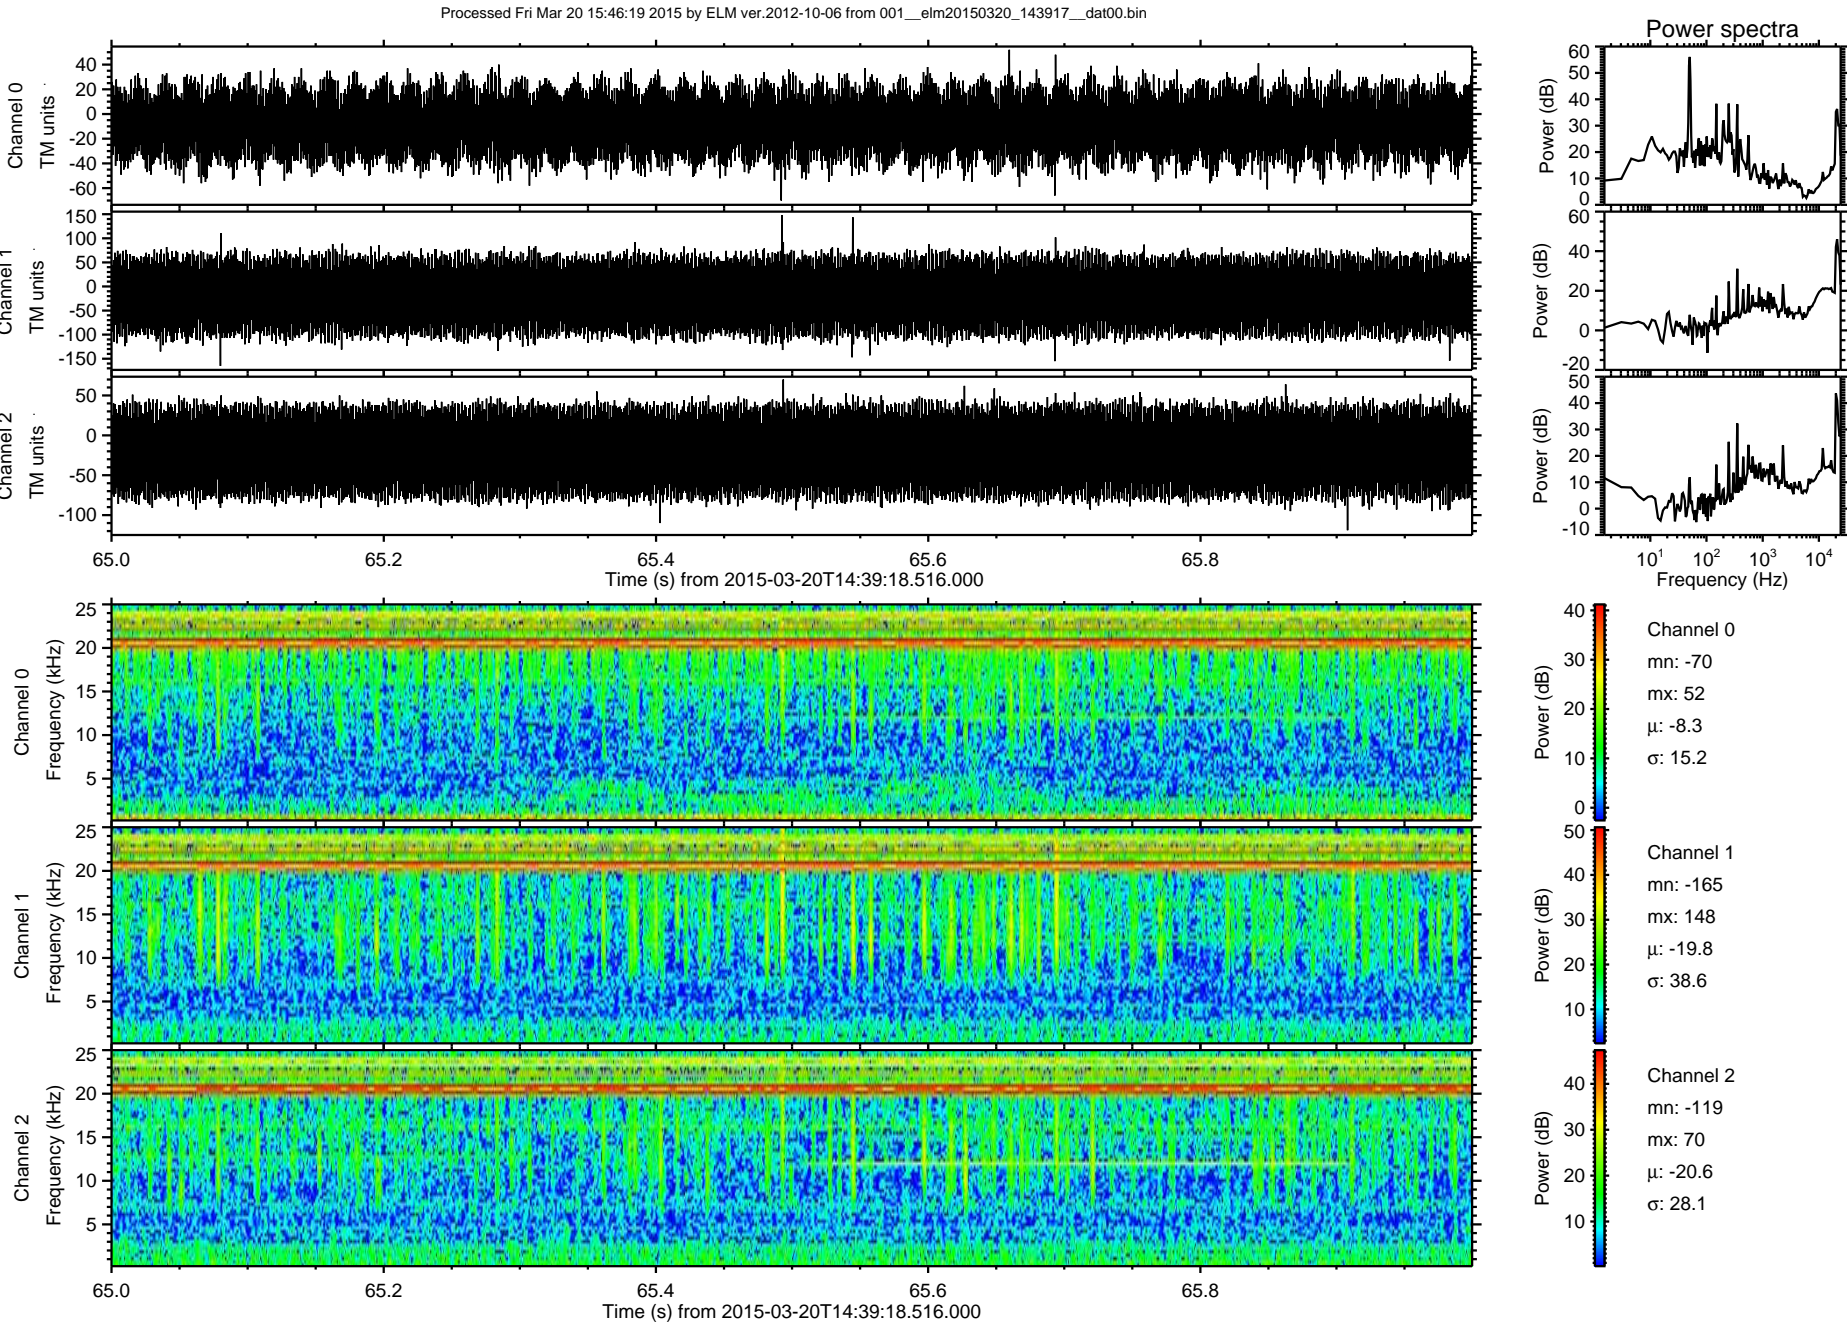 Processed Fri Mar 20 15:46:19 2015 by ELM ver.2012-10-06 from 001__elm20150320_143917__dat00.bin
Power spectra
Channel 0
TM units
40
20
0
-20
-40
-60
Power (dB)
60
50
40
30
20
10
0
Channel 1
TM units
150
100
50
0
-50
-100
-150
Power (dB)
60
40
20
0
-20
Channel 2
TM units
50
0
-50
-100
Power (dB)
50
40
30
20
10
0
-10
65.0 65.2 65.4 65.6 65.8
Time (s) from 2015-03-20T14:39:18.516.000
10^1 10^2 10^3 10^4
Frequency (Hz)
Channel 0
Frequency (kHz)
25
20
15
10
5
Power (dB)
40
30
20
10
0
Channel 0
mn: -70
mx: 52
μ: -8.3
σ: 15.2
Channel 1
Frequency (kHz)
25
20
15
10
5
Power (dB)
50
40
30
20
10
Channel 1
mn: -165
mx: 148
μ: -19.8
σ: 38.6
Channel 2
Frequency (kHz)
25
20
15
10
5
Power (dB)
40
30
20
10
Channel 2
mn: -119
mx: 70
μ: -20.6
σ: 28.1
65.0 65.2 65.4 65.6 65.8
Time (s) from 2015-03-20T14:39:18.516.000